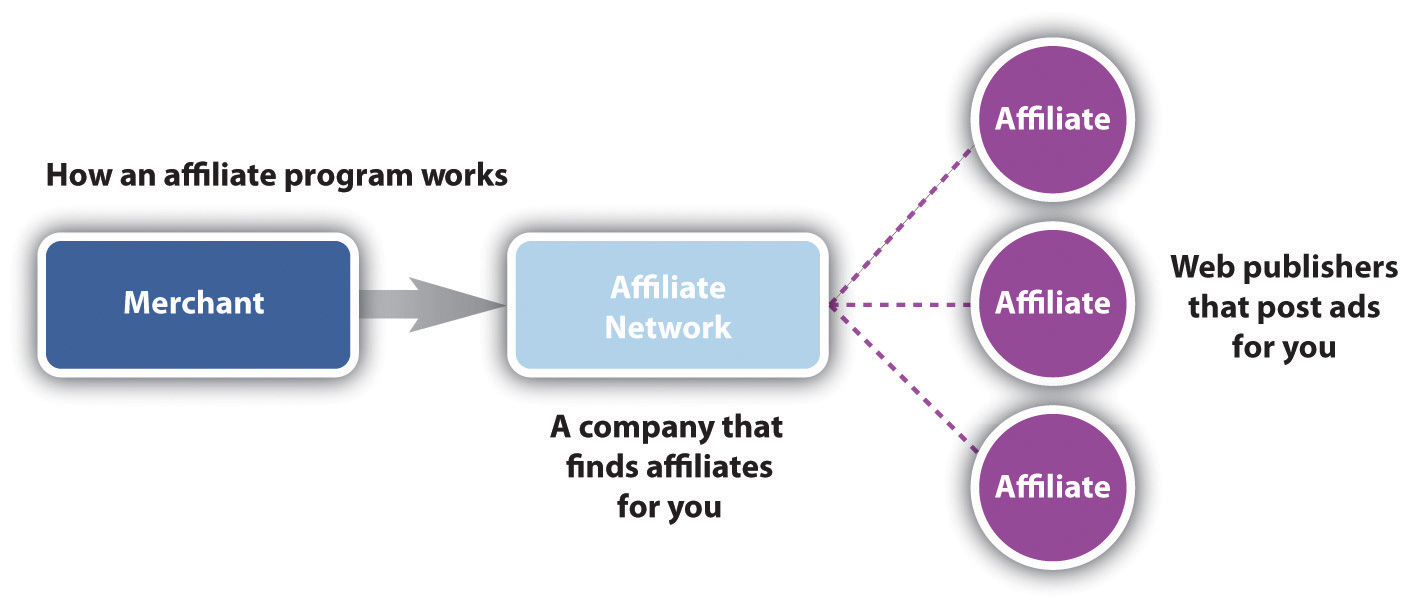 How an affiliate program works
Merchant
Affiliate
Network
A company that
finds affiliates
for you
Affiliate
Affiliate
Affiliate
Web publishers
that post ads
for you